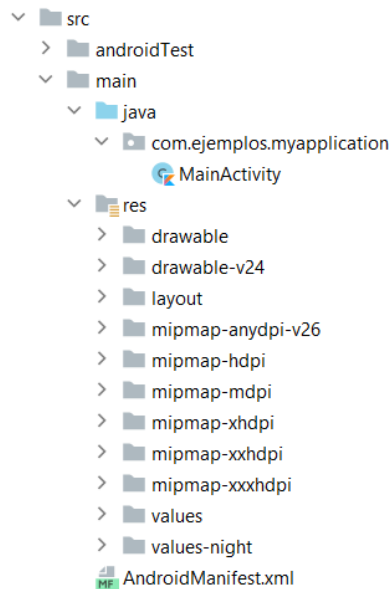 src
androidTest
main
java
com.ejemplos.myapplication
MainActivity
res
drawable
drawable-v24
layout
mipmap-anydpi-v26
mipmap-hdpi
mipmap-mdpi
mipmap-xhdpi
mipmap-xxhdpi
mipmap-xxxhdpi
values
values-night
MF AndroidManifest.xml